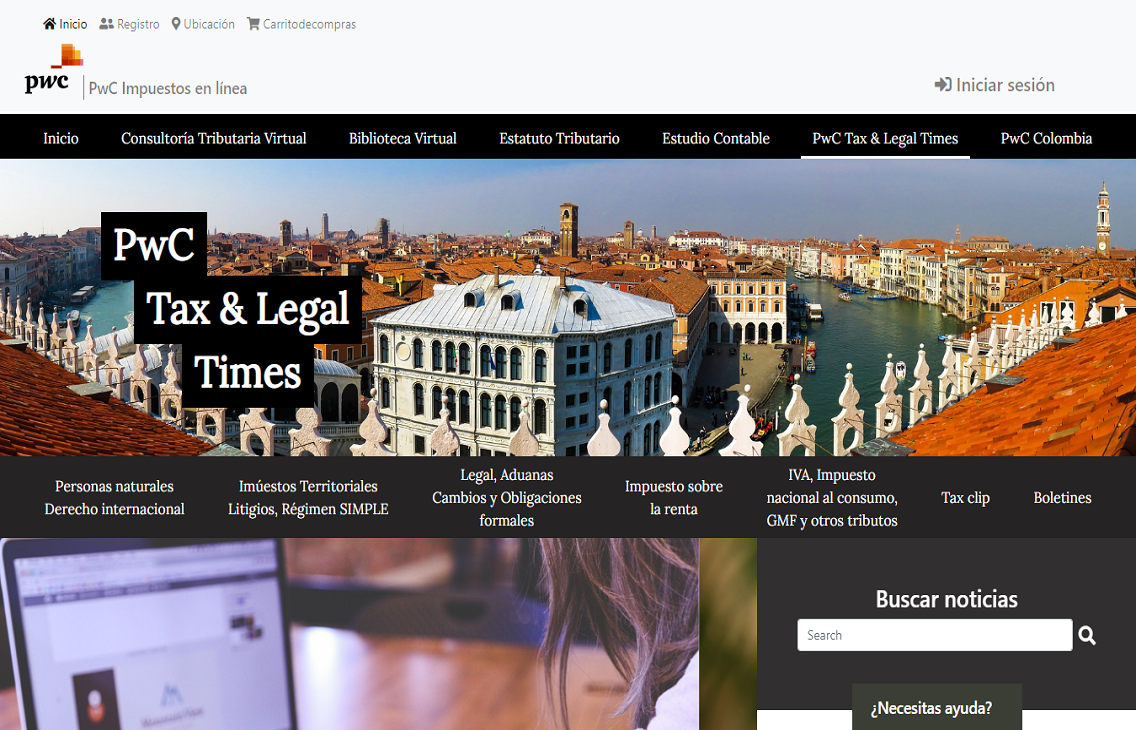 Inicio Registro Ubicación Carritodecompras
pwc PwC Impuestos en línea
Iniciar sesión
Inicio Consultoría Tributaria Virtual Biblioteca Virtual Estatuto Tributario Estudio Contable PwC Tax & Legal Times PwC Colombia
PwC
Tax & Legal
Times
Personas naturales
Derecho internacional
Imúestos Territoriales
Litigios, Régimen SIMPLE
Legal, Aduanas
Cambios y Obligaciones
formales
Impuesto sobre
la renta
IVA, Impuesto
nacional al consumo,
GMF y otros tributos
Tax clip
Boletines
Buscar noticias
Search
¿Necesitas ayuda?